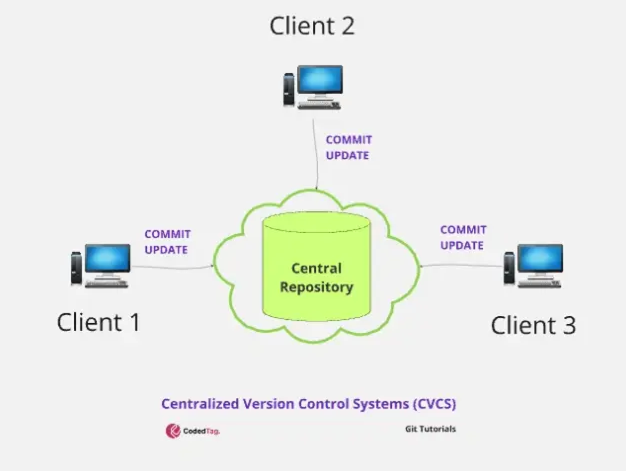 Client 2
COMMIT
UPDATE
COMMIT
UPDATE
COMMIT
UPDATE
Central
Repository
Client 1
Client 3
Centralized Version Control Systems (CVCS)
CodedTag.
Git Tutorials